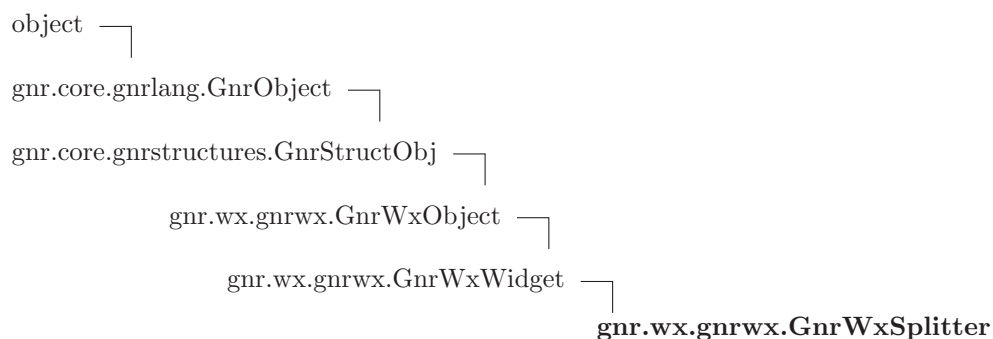 object
gnr.core.gnrlang.GnrObject
gnr.core.gnrstructures.GnrStructObj
gnr.wx.gnrwx.GnrWxObject
gnr.wx.gnrwx.GnrWxWidget
gnr.wx.gnrwx.GnrWxSplitter